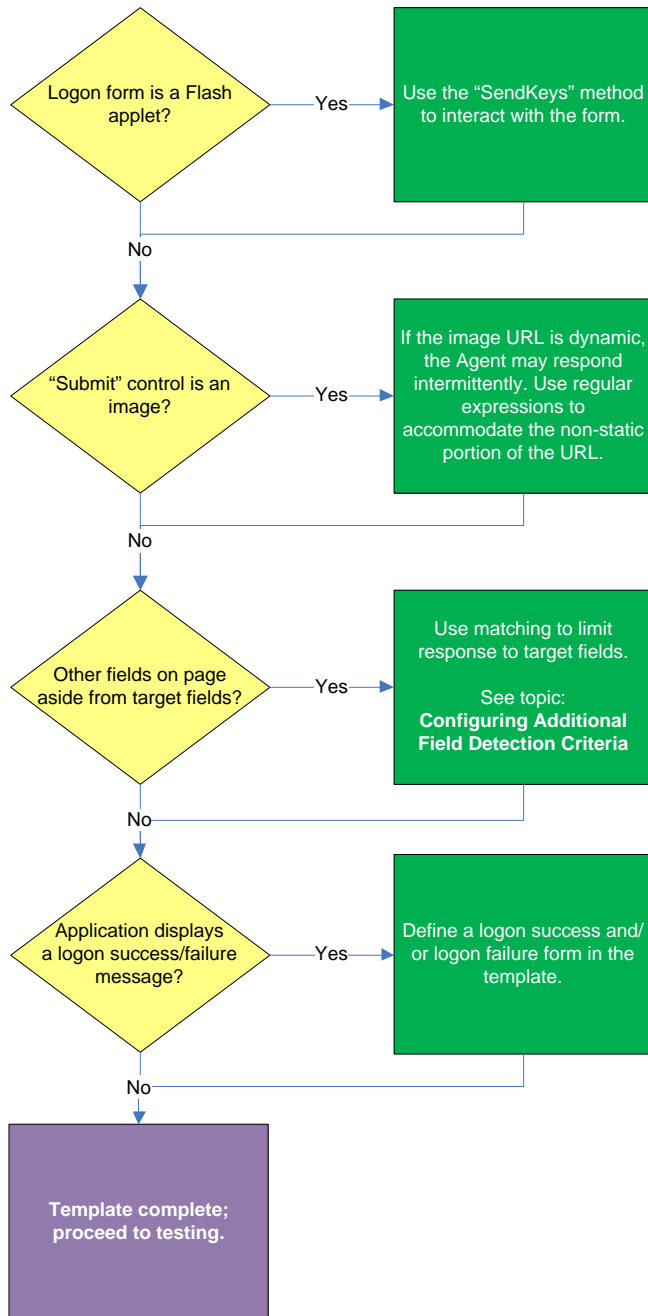 Logon form is a Flash
applet?
Yes
Use the “SendKeys” method
to interact with the form.
No
“Submit” control is an
image?
Yes
If the image URL is dynamic,
the Agent may respond
intermittently. Use regular
expressions to
accommodate the non-static
portion of the URL.
No
Other fields on page
aside from target fields?
Yes
Use matching to limit
response to target fields.
See topic:
Configuring Additional
Field Detection Criteria
No
Application displays
a logon success/failure
message?
Yes
Define a logon success and/
or logon failure form in the
template.
No
Template complete;
proceed to testing.